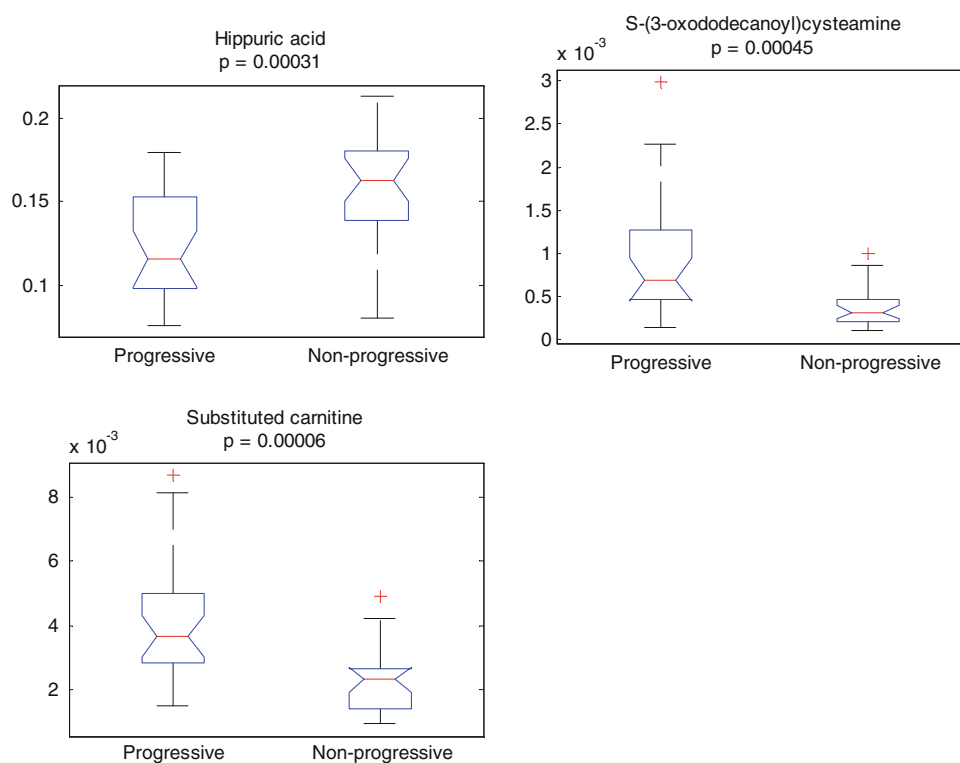 Hippuric acid
p = 0.00031
0.2
0.15
0.1
Progressive Non-progressive
S-(3-oxododecanoyl)cysteamine
x 10-3 p = 0.00045
3
2.5
2
1.5
1
0.5
0
Progressive Non-progressive
Substituted carnitine
x 10-3 p = 0.00006
8
6
4
2
Progressive Non-progressive